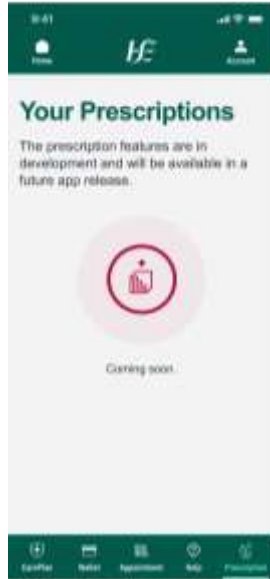 9:41
HE
Home
Account
Your Prescriptions
The prescription features are in
development and will be available in a
future app release.
Coming soon.
CarePlan
Wallet
Appointment
Help
Prescription